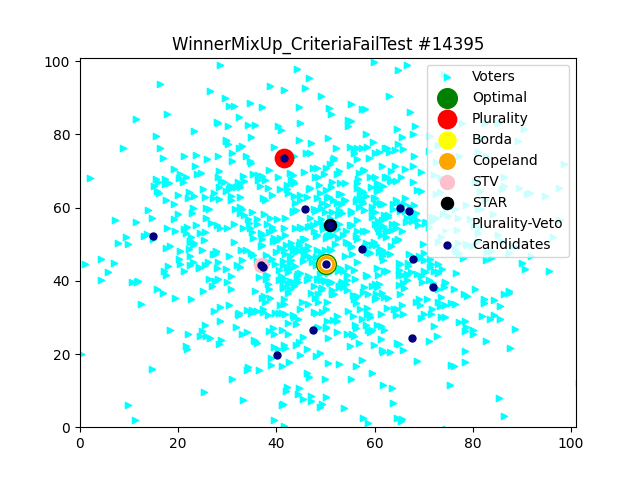 WinnerMixUp_CriteriaFailTest #14395
100
80
60
40
20
0
0
20
40
60
80
100
Voters
Optimal
Plurality
Borda
Copeland
STV
STAR
Plurality-Veto
Candidates